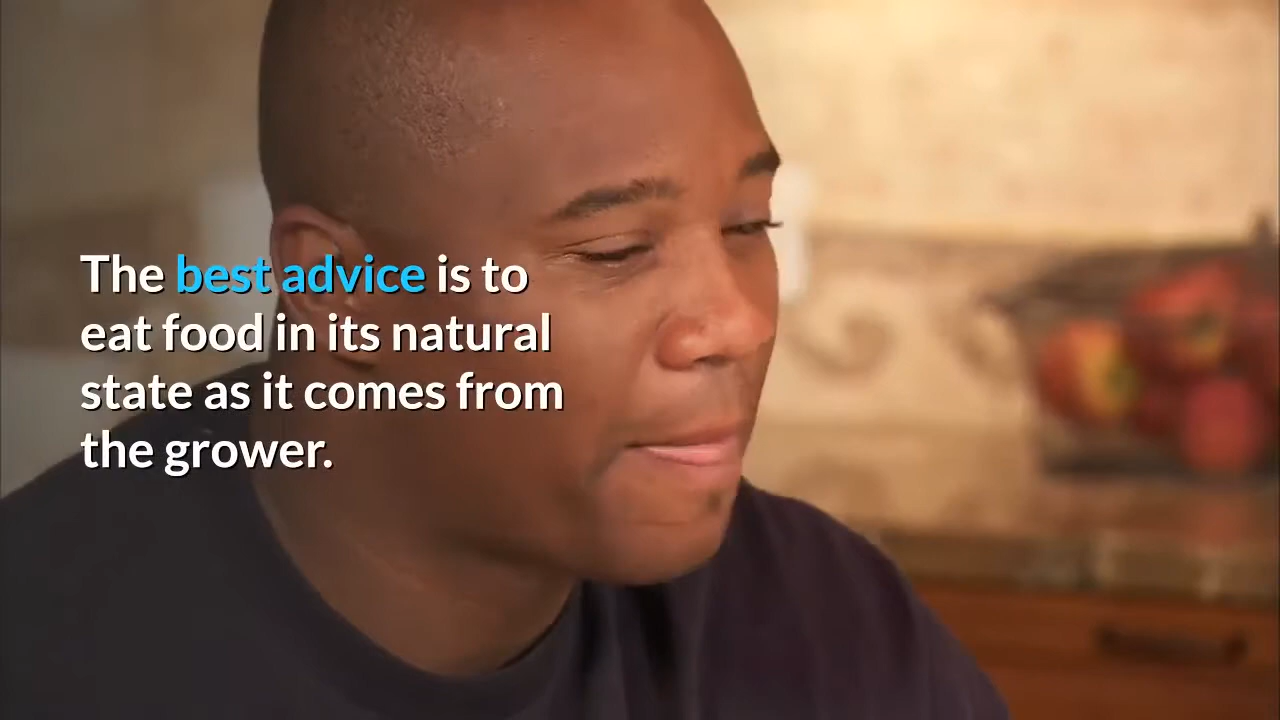 The best advice is to
eat food in its natural
state as it comes from
the grower.